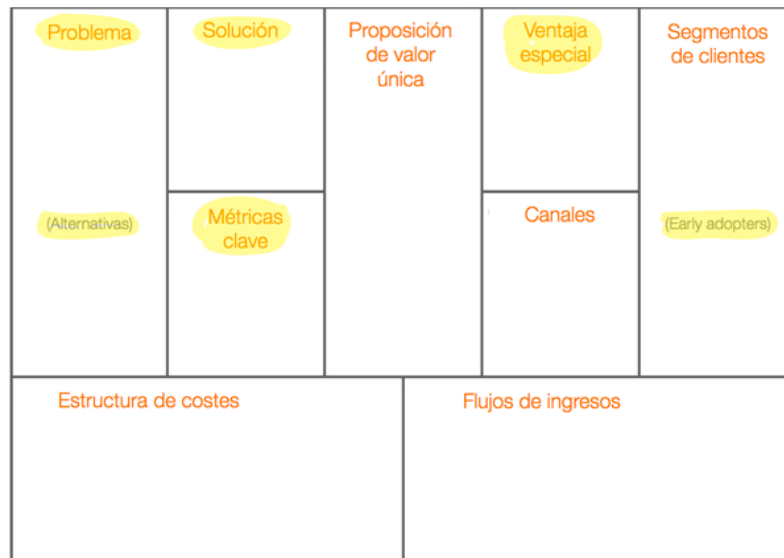 Problema
(Alternativas)
Solución
Métricas
clave
Proposición
de valor
única
Ventaja
especial
Canales
Segmentos
de clientes
(Early adopters)
Estructura de costes
Flujos de ingresos